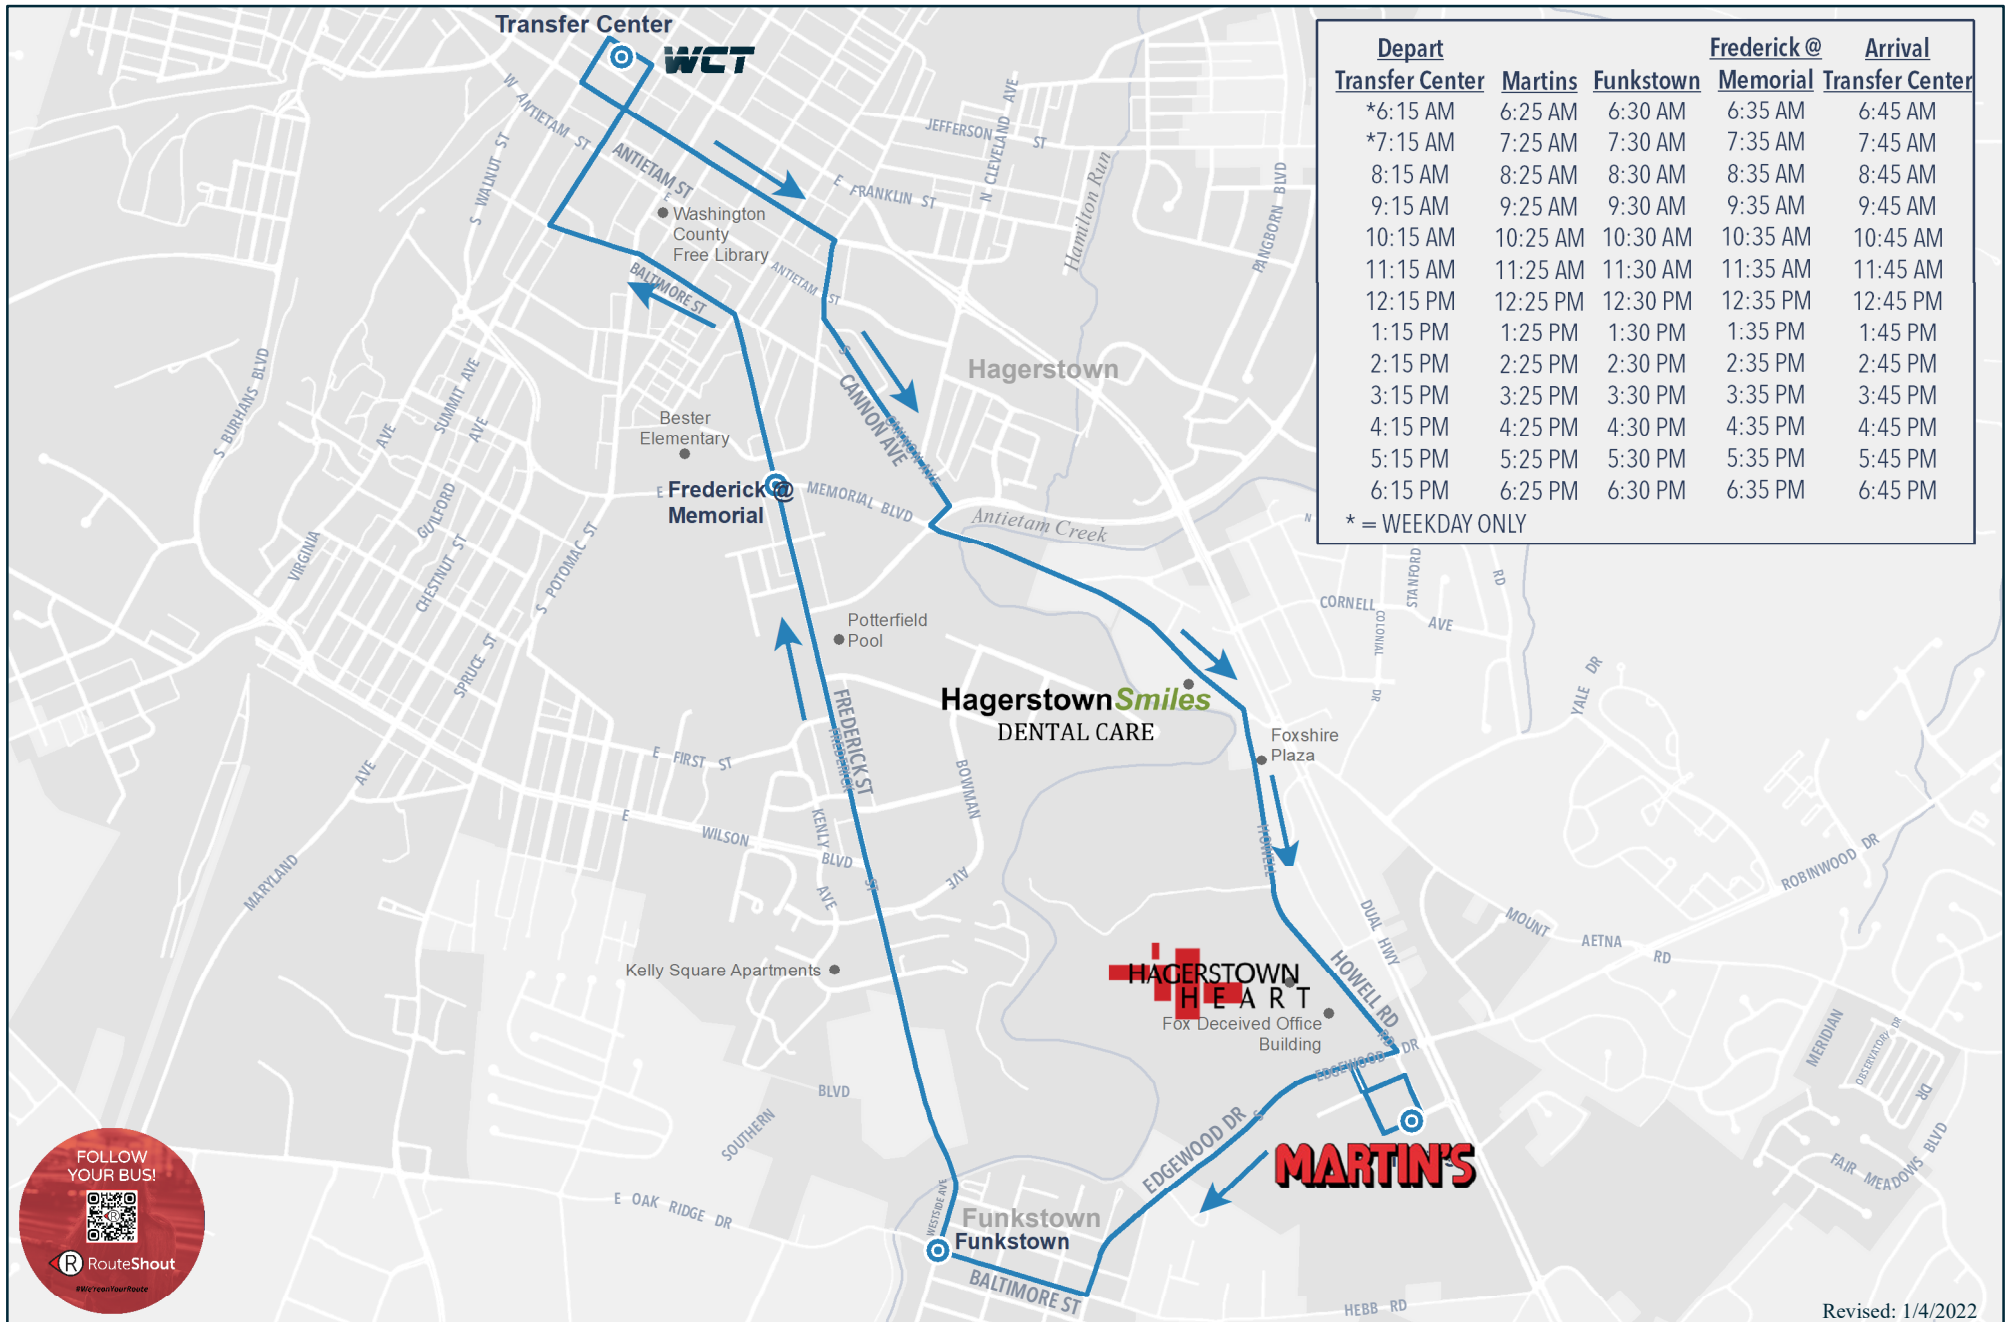 Transfer Center
WCT
Depart
Transfer Center
Martins
Funkstown
Frederick @
Memorial
Arrival
Transfer Center
*6:15 AM 6:25 AM 6:30 AM 6:35 AM 6:45 AM
*7:15 AM 7:25 AM 7:30 AM 7:35 AM 7:45 AM
8:15 AM 8:25 AM 8:30 AM 8:35 AM 8:45 AM
9:15 AM 9:25 AM 9:30 AM 9:35 AM 9:45 AM
10:15 AM 10:25 AM 10:30 AM 10:35 AM 10:45 AM
11:15 AM 11:25 AM 11:30 AM 11:35 AM 11:45 AM
12:15 PM 12:25 PM 12:30 PM 12:35 PM 12:45 PM
1:15 PM 1:25 PM 1:30 PM 1:35 PM 1:45 PM
2:15 PM 2:25 PM 2:30 PM 2:35 PM 2:45 PM
3:15 PM 3:25 PM 3:30 PM 3:35 PM 3:45 PM
4:15 PM 4:25 PM 4:30 PM 4:35 PM 4:45 PM
5:15 PM 5:25 PM 5:30 PM 5:35 PM 5:45 PM
6:15 PM 6:25 PM 6:30 PM 6:35 PM 6:45 PM
* = WEEKDAY ONLY
W ANTIETAM ST
S WALNUT ST
ANTIETAM ST
E
JEFFERSON ST
N CLEVELAND AVE
E FRANKLIN ST
Hamilton Run
PANGBORN BLVD
Washington
County
Free Library
ANTIETAM ST
BALTIMORE ST
S BURHANS BLVD
SUMMIT AVE
AVE
AVE
Hagerstown
S
CANNON AVE
CANNON AVE
Bester
Elementary
E
Frederick @
Memorial
MEMORIAL BLVD
Antietam Creek
N
VIRGINIA
GUILFORD
CHESTNUT ST
S POTOMAC ST
SPRUCE ST
CORNELL
AVE
STANFORD
RD
COLONIAL
DR
YALE DR
Potterfield
Pool
HagerstownSmiles
DENTAL CARE
Foxshire
Plaza
FREDERICK ST
FREDERICK
ST
E FIRST ST
AVE
E WILSON BLVD
KENLY
AVE
BOWMAN
AVE
MARYLAND
HOWELL
DUAL HWY
MOUNT AETNA RD
ROBINWOOD DR
Kelly Square Apartments
HAGERSTOWN
HEART
Fox Deceived Office
Building
HOWELL RD
RD
EDGEWOOD DR
MERIDIAN
OBSERVATORY DR
DR
SOUTHERN BLVD
EDGEWOOD DR
S
MARTIN'S
FAIR MEADOWS BLVD
E OAK RIDGE DR
WESTSIDE AVE
Funkstown
Funkstown
BALTIMORE ST
HEBB RD
FOLLOW
YOUR BUS!
R RouteShout
#We'reonYourRoute
Revised: 1/4/2022